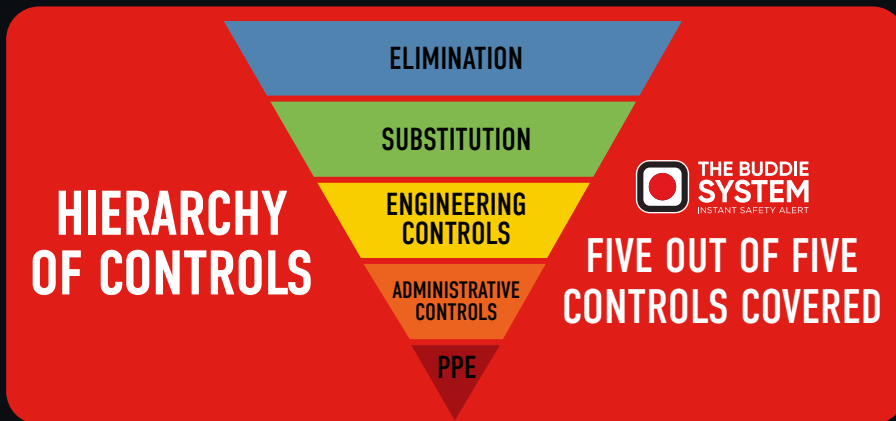 HIERARCHY
OF CONTROLS
ELIMINATION
SUBSTITUTION
ENGINEERING
CONTROLS
ADMINISTRATIVE
CONTROLS
PPE
THE BUDDIE
SYSTEM
INSTANT SAFETY ALERT
FIVE OUT OF FIVE
CONTROLS COVERED